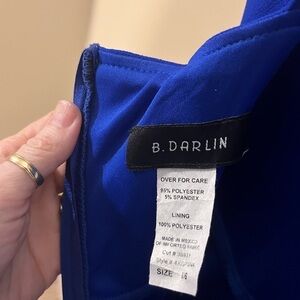 B. DARLIN
OVER FOR CARE
95% POLYESTER
5% SPANDEX
LINING
100% POLYESTER
MADE IN MEXICO
OF IMPORTED FABRIC
Cut #
Style #
SIZE: 16